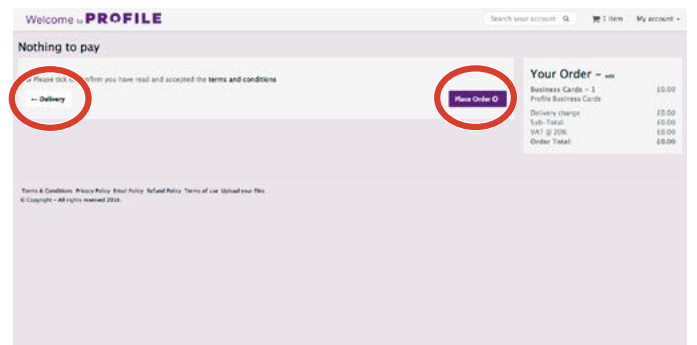 Welcome to PROFILE
Search your account
1 item
My account
Nothing to pay
Please tick to confirm you have read and accepted the terms and conditions
← Delivery
Place Order
Your Order – edit
Business Cards – 1 £0.00
Profile Business Cards
Delivery charge £0.00
Sub-Total: £0.00
VAT @ 20%: £0.00
Order Total: £0.00
Terms & Conditions Privacy Policy Email Policy Refund Policy Terms of use Upload your files
© Copyright – All rights reserved 2016.